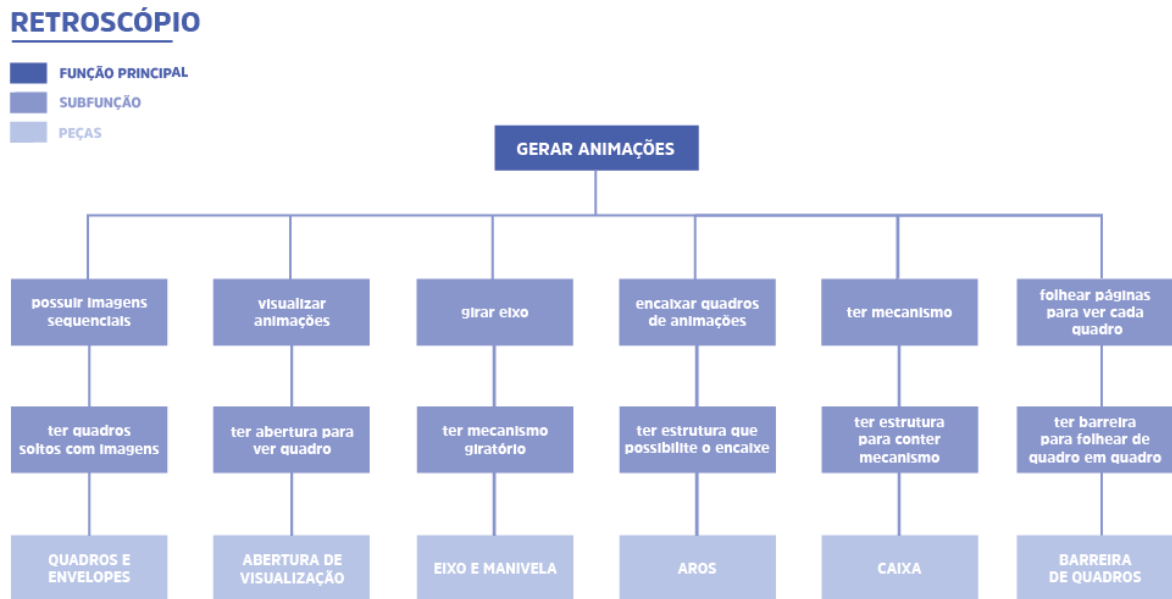 RETROSCÓPIO
FUNÇÃO PRINCIPAL
SUBFUNÇÃO
PEÇAS
GERAR ANIMAÇÕES
possuir imagens
sequenciais
visualizar
animações
girar eixo
encaixar quadros
de animações
ter mecanismo
folhear páginas
para ver cada
quadro
ter quadros
soltos com imagens
ter abertura para
ver quadro
ter mecanismo
giratório
ter estrutura que
possibilite o encaixe
ter estrutura
para conter
mecanismo
ter barreira
para folhear de
quadro em quadro
QUADROS E
ENVELOPES
ABERTURA DE
VISUALIZAÇÃO
EIXO E MANIVELA
AROS
CAIXA
BARREIRA
DE QUADROS